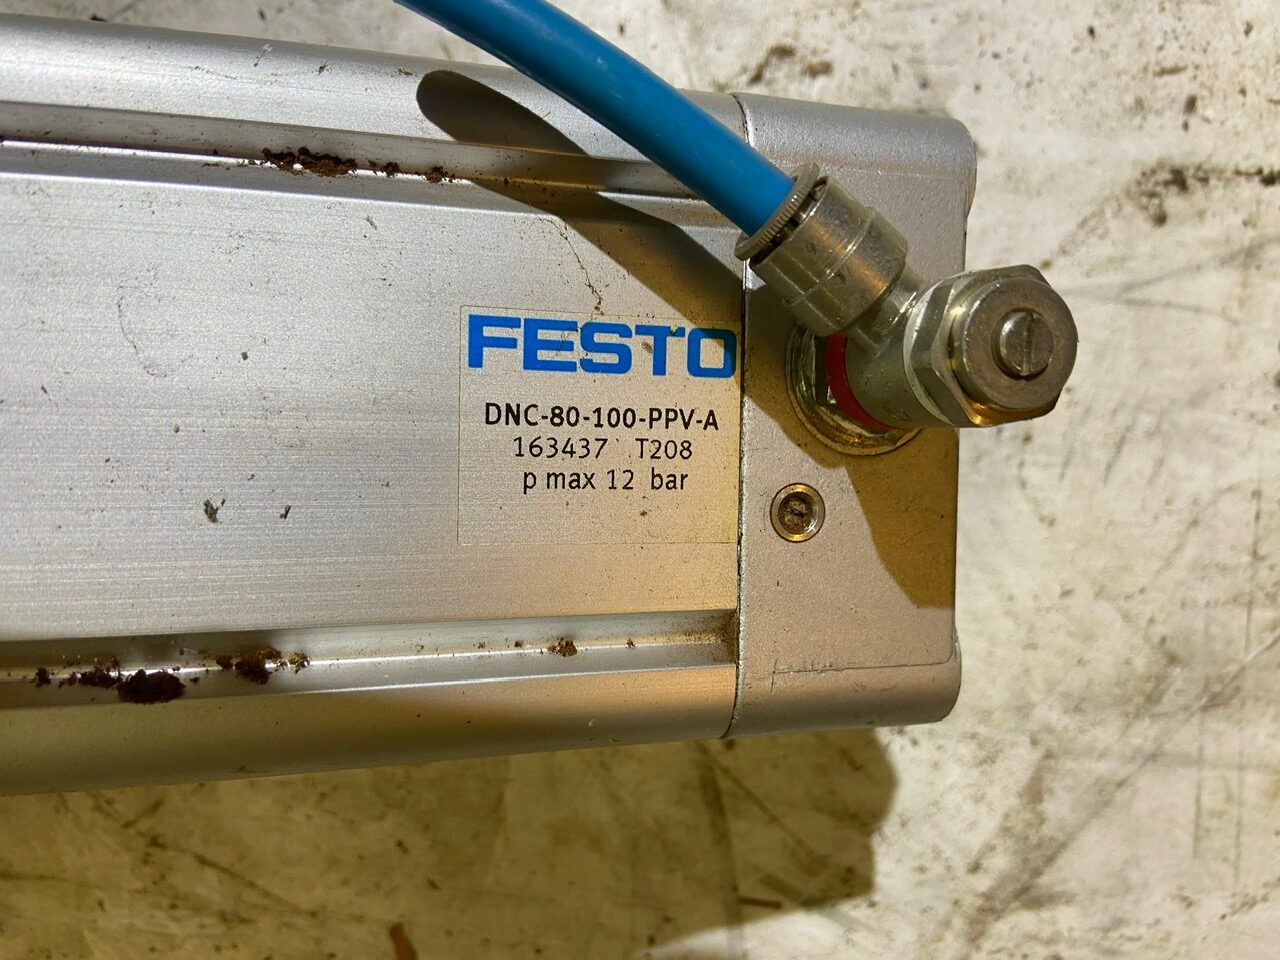 FESTO
DNC-80-100-PPV-A
163437 T208
p max 12 bar